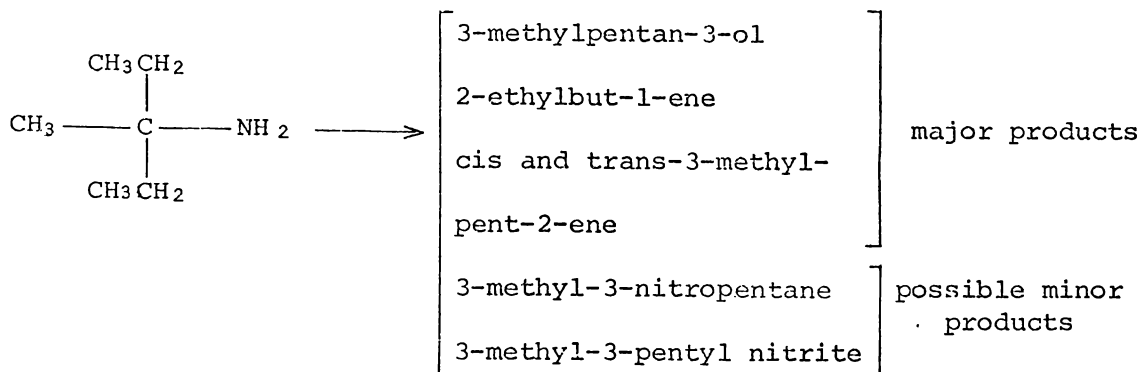 CH3CH2
CH3 C NH2
CH3CH2
3-methylpentan-3-ol
2-ethylbut-1-ene
cis and trans-3-methyl-
pent-2-ene
major products
3-methyl-3-nitropentane
3-methyl-3-pentyl nitrite
possible minor
products